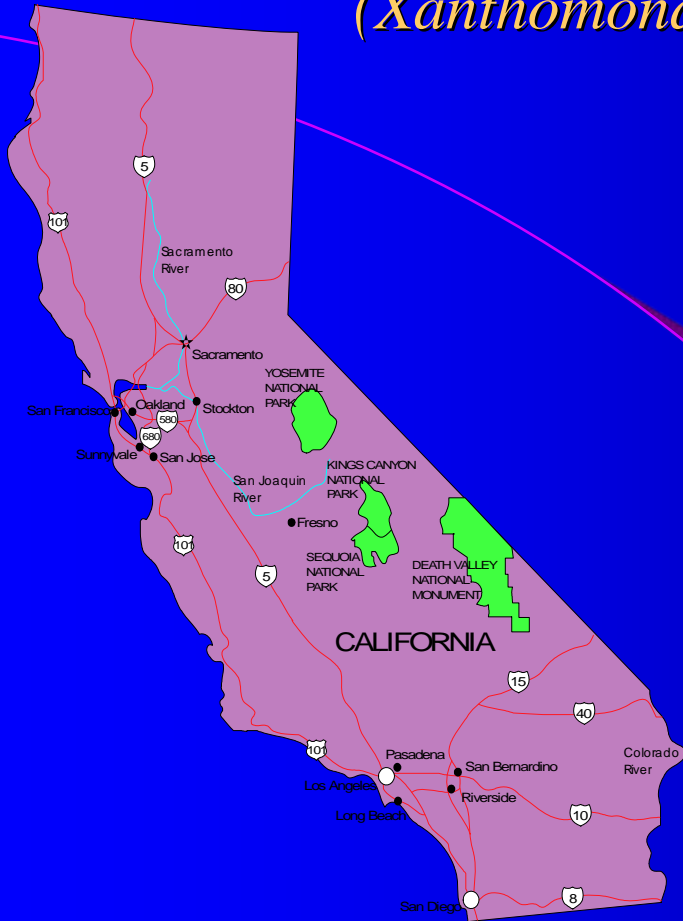 (Xanthomona
5
101
Sacramento
River
80
Sacramento
YOSEMITE
NATIONAL
PARK
San Francisco
Oakland
Stockton
580
680
Sunnyvale
San Jose
KINGS CANYON
NATIONAL
PARK
San Joaquin
River
Fresno
101
SEQUOIA
NATIONAL
PARK
5
DEATH VALLEY
NATIONAL
MONUMENT
CALIFORNIA
15
40
101
Pasadena
San Bernardino
Colorado
River
Los Angeles
Riverside
Long Beach
10
San Diego
8